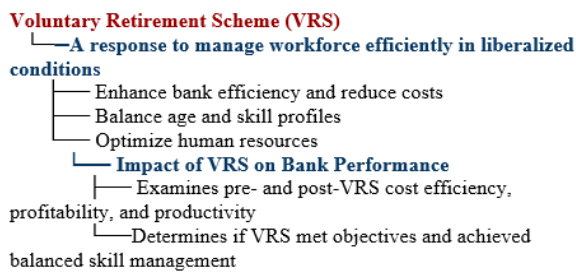 Voluntary Retirement Scheme (VRS)
A response to manage workforce efficiently in liberalized
conditions
Enhance bank efficiency and reduce costs
Balance age and skill profiles
Optimize human resources
Impact of VRS on Bank Performance
Examines pre- and post-VRS cost efficiency,
profitability, and productivity
Determines if VRS met objectives and achieved
balanced skill management